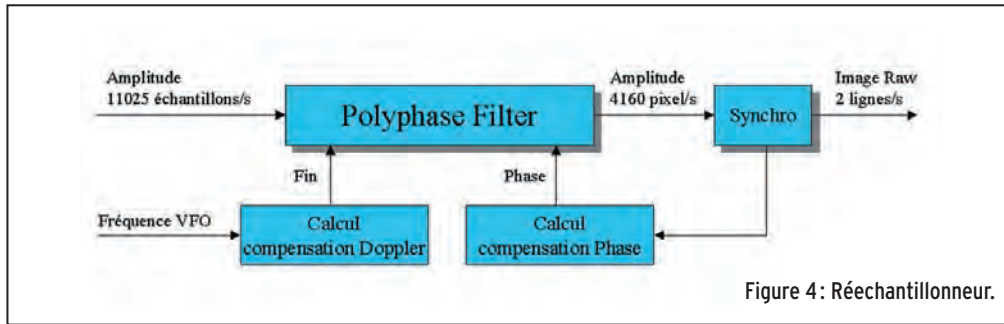 Amplitude
11025 échantillons/s
Polyphase Filter
Amplitude
4160 pixel/s
Synchro
Image Raw
2 lignes/s
Fin
Phase
Fréquence VFO
Calcul
compensation Doppler
Calcul
compensation Phase
Figure 4 : Réechantillonneur.